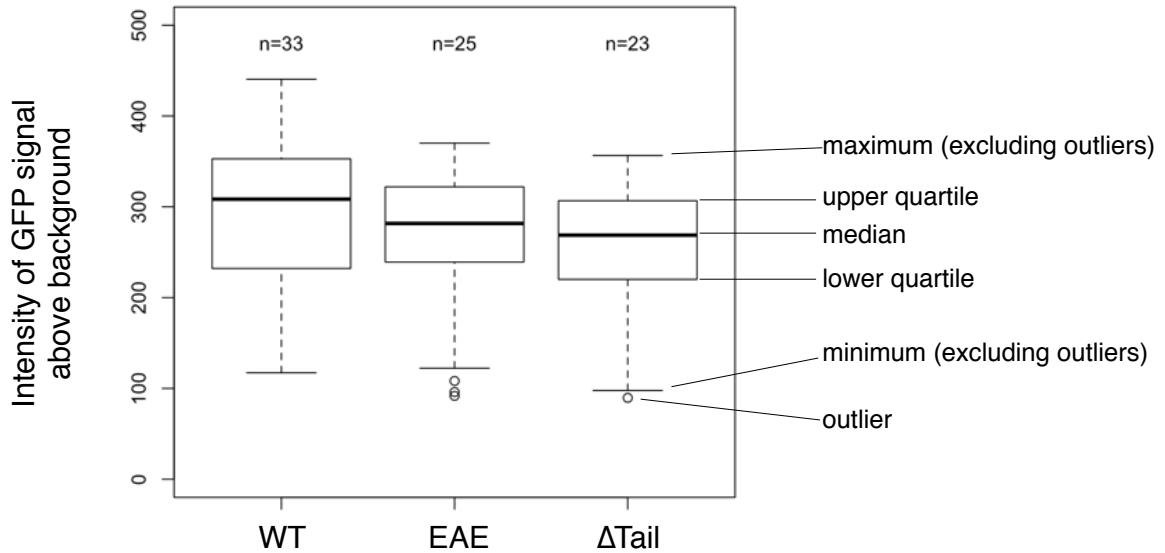 Intensity of GFP signal
above background
500
400
300
200
100
0
n=33
n=25
n=23
maximum (excluding outliers)
upper quartile
median
lower quartile
minimum (excluding outliers)
outlier
WT
EAE
ΔTail